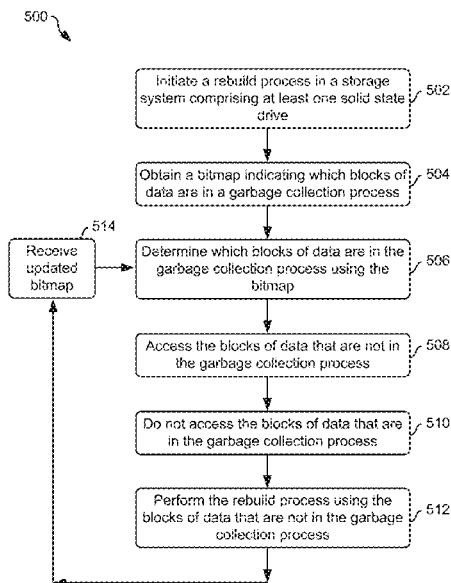 500
Initiate a rebuild process in a storage
system comprising at least one solid state
drive
502
Obtain a bitmap indicating which blocks of
data are in a garbage collection process
504
514
Receive
updated
bitmap
Determine which blocks of data are in the
garbage collection process using the
bitmap
506
Access the blocks of data that are not in
the garbage collection process
508
Do not access the blocks of data that are
in the garbage collection process
510
Perform the rebuild process using the
blocks of data that are not in the garbage
collection process
512